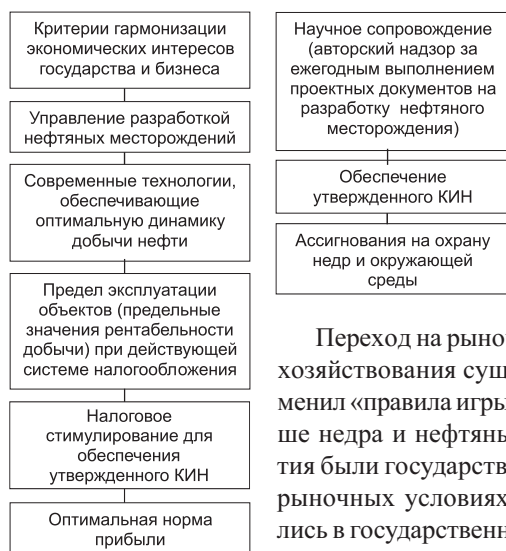 Критерии гармонизации
экономических интересов
государства и бизнеса
Управление разработкой
нефтяных месторождений
Современные технологии,
обеспечивающие
оптимальную динамику
добычи нефти
Предел эксплуатации
объектов (предельные
значения рентабельности
добычи) при действующей
системе налогообложения
Налоговое
стимулирование для
обеспечения
утвержденного КИН
Оптимальная норма
прибыли
Научное сопровождение
(авторский надзор за
ежегодным выполнением
проектных документов на
разработку нефтяного
месторождения)
Обеспечение
утвержденного КИН
Ассигнования на охрану
недр и окружающей
среды
Переход на рыноч
хозяйствования сущ
менил «правила игры
ше недра и нефтян
тия были государств
рыночных условиях
лись в государственн